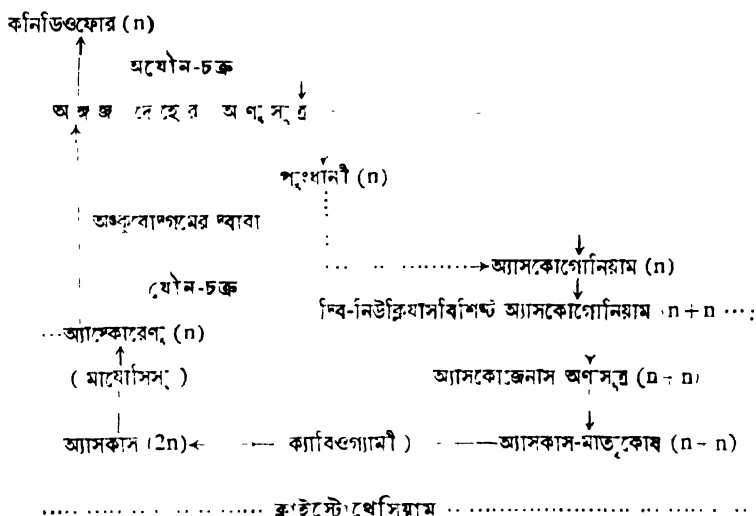 কনিডিওফোর (n)
অযৌন-চক্র
অঙ্গজ দেহের অণুসূত্র
পুংধানী (n)
অঙ্কুরোদ্গমের দ্বারা
অ্যাসকোগোনিয়াম (n)
যৌন-চক্র
দ্বি-নিউক্লিয়াসবিশিষ্ট অ্যাসকোগোনিয়াম (n+n
অ্যাস্কোরেণু (n)
(মায়োসিস্)
অ্যাসকোজেনাস অণুসূত্র (n-n)
অ্যাসকাস (2n)
ক্যারিওগ্যামী)
অ্যাসকাস-মাতৃকোষ (n-n)
ক্লাইস্টোথেসিয়াম